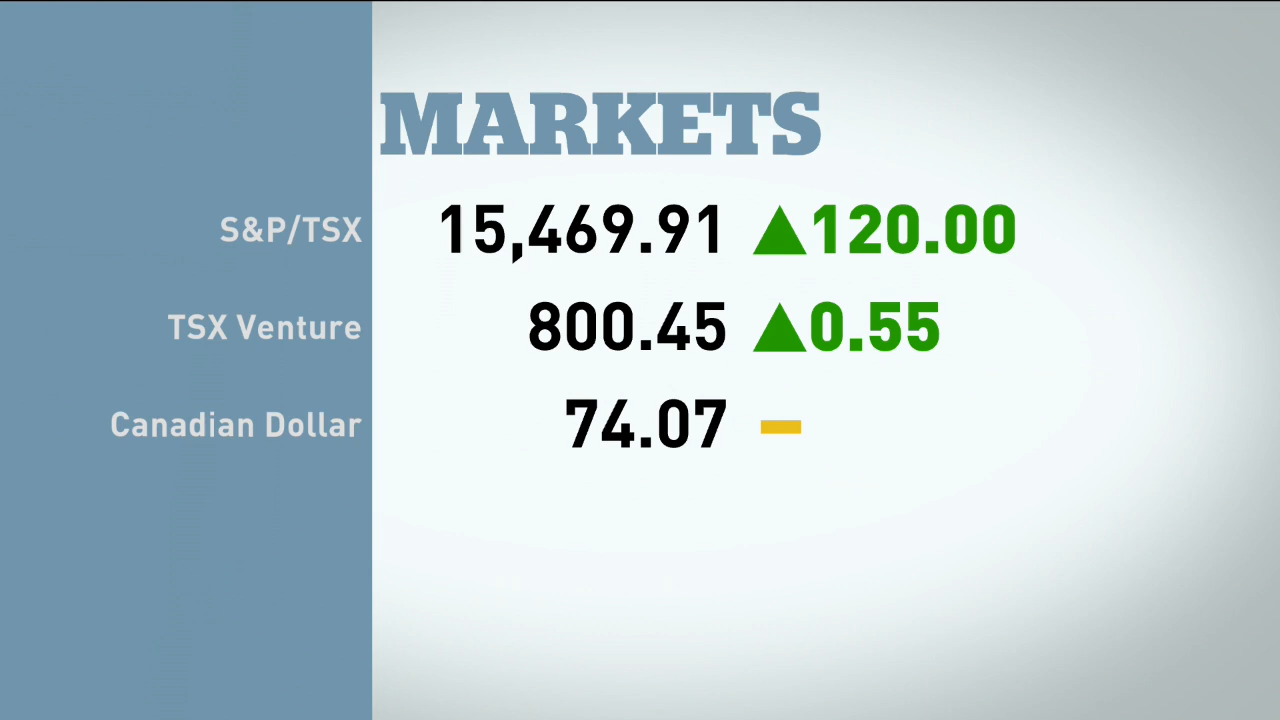 MARKETS
S&P/TSX 15,469.91 ▲120.00
TSX Venture 800.45 ▲0.55
Canadian Dollar 74.07 –